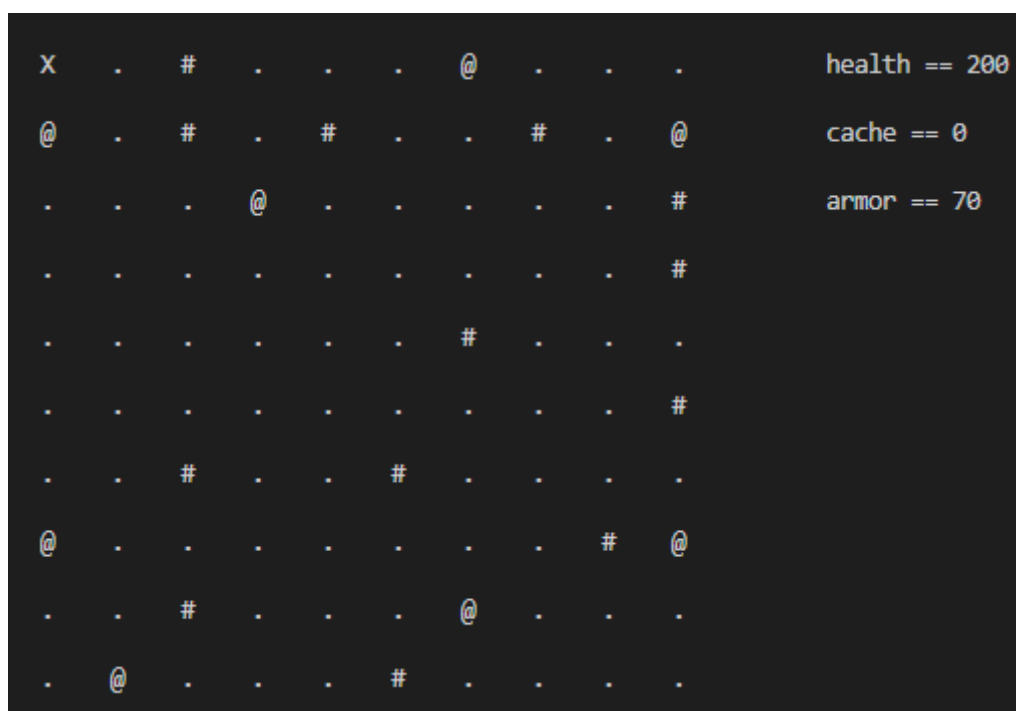 X . # . . . @ . . . health == 200
@ . # . # . . # . @ cache == 0
. . . @ . . . . . # armor == 70
. . . . . . . . . #
. . . . . . # . . .
. . . . . . . . . #
. . # . . # . . . .
@ . . . . . . . # @
. . # . . . @ . . .
. @ . . . # . . . .